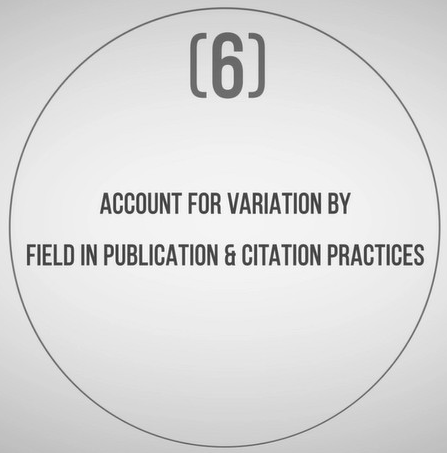 (6)
ACCOUNT FOR VARIATION BY
FIELD IN PUBLICATION & CITATION PRACTICES